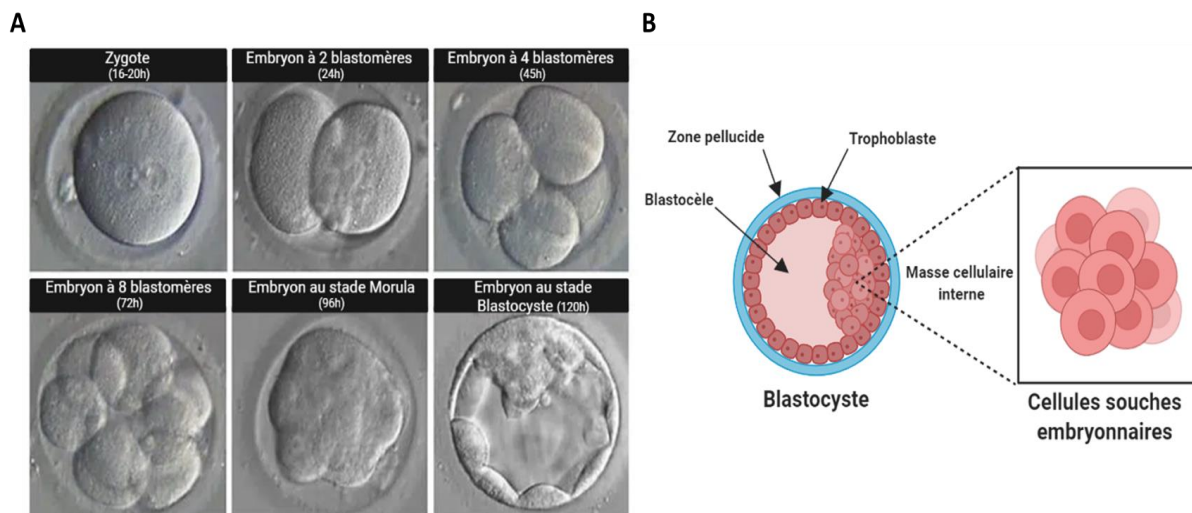 A
B
Zygote
(16-20h)
Embryon à 2 blastomères
(24h)
Embryon à 4 blastomères
(45h)
Embryon à 8 blastomères
(72h)
Embryon au stade Morula
(96h)
Embryon au stade
Blastocyste (120h)
Zone pellucide
Trophoblaste
Blastocèle
Masse cellulaire
interne
Blastocyste
Cellules souches
embryonnaires